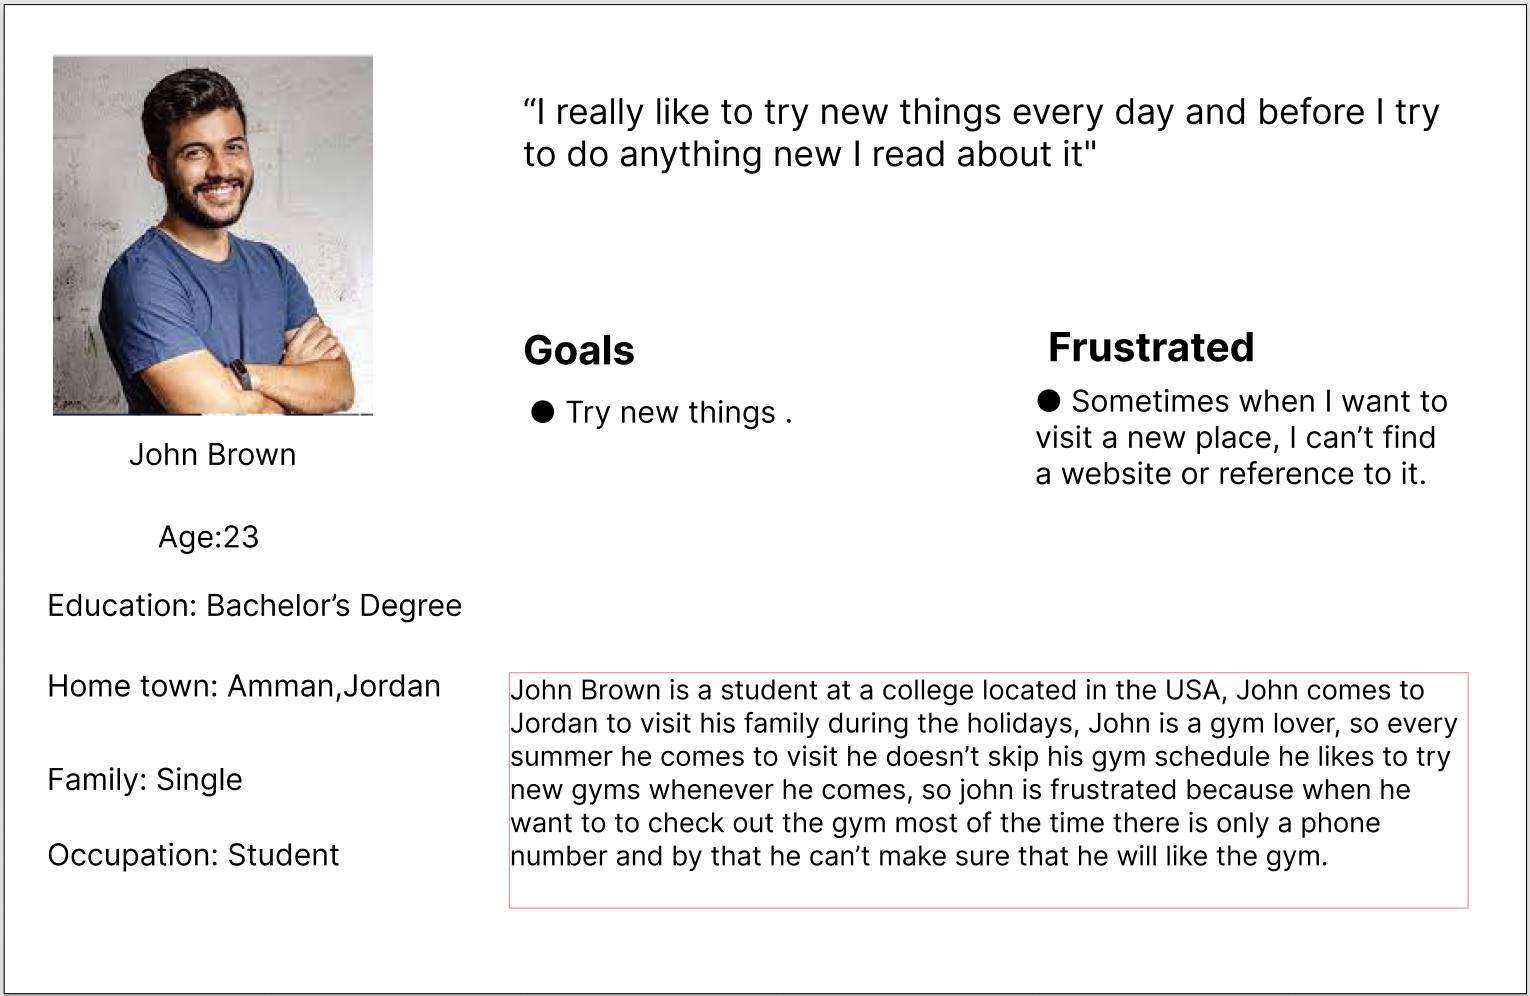 “I really like to try new things every day and before I try
to do anything new I read about it"
Goals
● Try new things .
Frustrated
● Sometimes when I want to
visit a new place, I can’t find
a website or reference to it.
John Brown
Age:23
Education: Bachelor’s Degree
Home town: Amman,Jordan
Family: Single
Occupation: Student
John Brown is a student at a college located in the USA, John comes to
Jordan to visit his family during the holidays, John is a gym lover, so every
summer he comes to visit he doesn’t skip his gym schedule he likes to try
new gyms whenever he comes, so john is frustrated because when he
want to to check out the gym most of the time there is only a phone
number and by that he can’t make sure that he will like the gym.